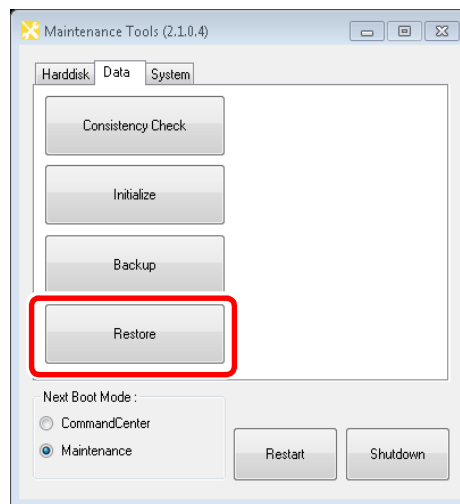 Maintenance Tools (2.1.0.4)
Harddisk Data System
Consistency Check
Initialize
Backup
Restore
Next Boot Mode :
CommandCenter
Maintenance
Restart Shutdown